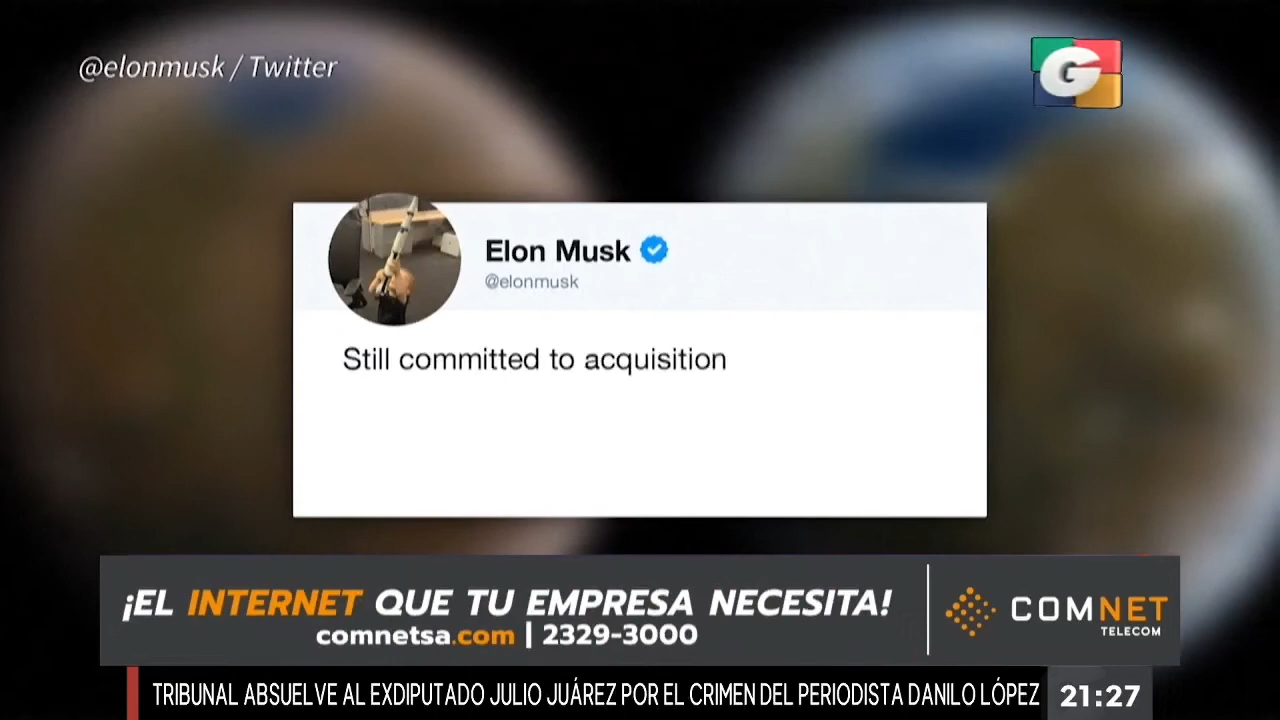 @elonmusk / Twitter
G
Elon Musk
@elonmusk
Still committed to acquisition
¡EL INTERNET QUE TU EMPRESA NECESITA!
comnetsa.com | 2329-3000
COMNET
TELECOM
TRIBUNAL ABSUELVE AL EXDIPUTADO JULIO JUÁREZ POR EL CRIMEN DEL PERIODISTA DANILO LÓPEZ
21:27